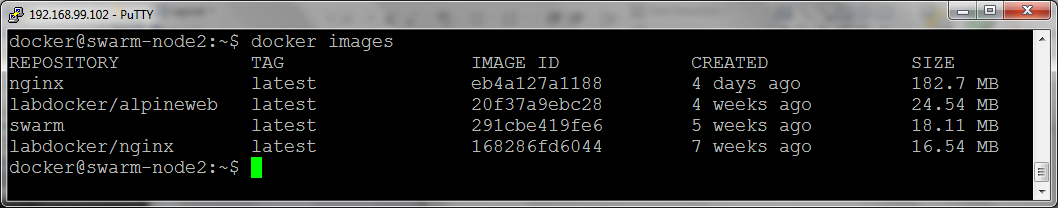 192.168.99.102 - PuTTY
docker@swarm-node2:~$ docker images
REPOSITORY TAG IMAGE ID CREATED SIZE
nginx latest eb4a127a1188 4 days ago 182.7 MB
labdocker/alpineweb latest 20f37a9ebc28 4 weeks ago 24.54 MB
swarm latest 291cbe419fe6 5 weeks ago 18.11 MB
labdocker/nginx latest 168286fd6044 7 weeks ago 16.54 MB
docker@swarm-node2:~$